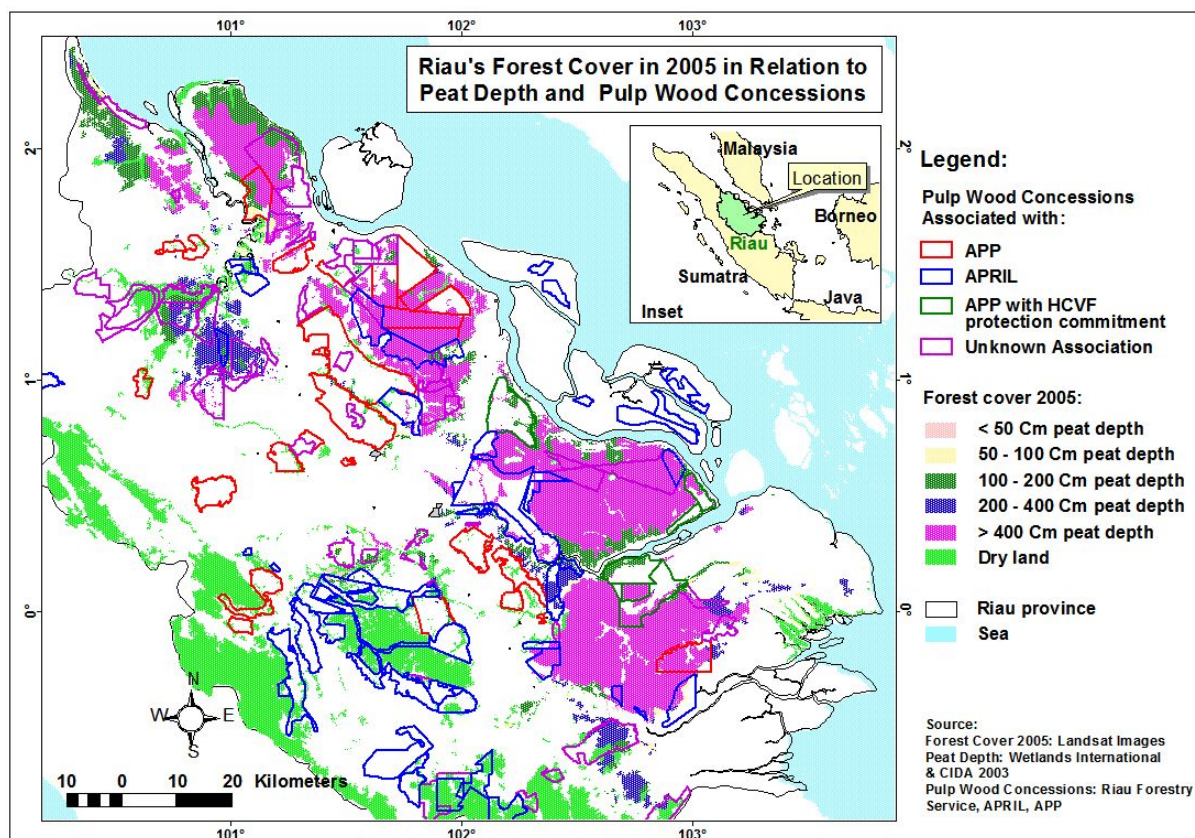 101°
102°
103°
Riau's Forest Cover in 2005 in Relation to
Peat Depth and Pulp Wood Concessions
2°
2°
Malaysia
Location
Borneo
Riau
Sumatra
Java
Inset
1°
1°
0°
0°
N
W
E
S
10 0 10 20 Kilometers
101°
102°
103°
Legend:
Pulp Wood Concessions
Associated with:
APP
APRIL
APP with HCVF
protection commitment
Unknown Association
Forest cover 2005:
< 50 Cm peat depth
50 - 100 Cm peat depth
100 - 200 Cm peat depth
200 - 400 Cm peat depth
> 400 Cm peat depth
Dry land
Riau province
Sea
Source:
Forest Cover 2005: Landsat Images
Peat Depth: Wetlands International
& CIDA 2003
Pulp Wood Concessions: Riau Forestry
Service, APRIL, APP